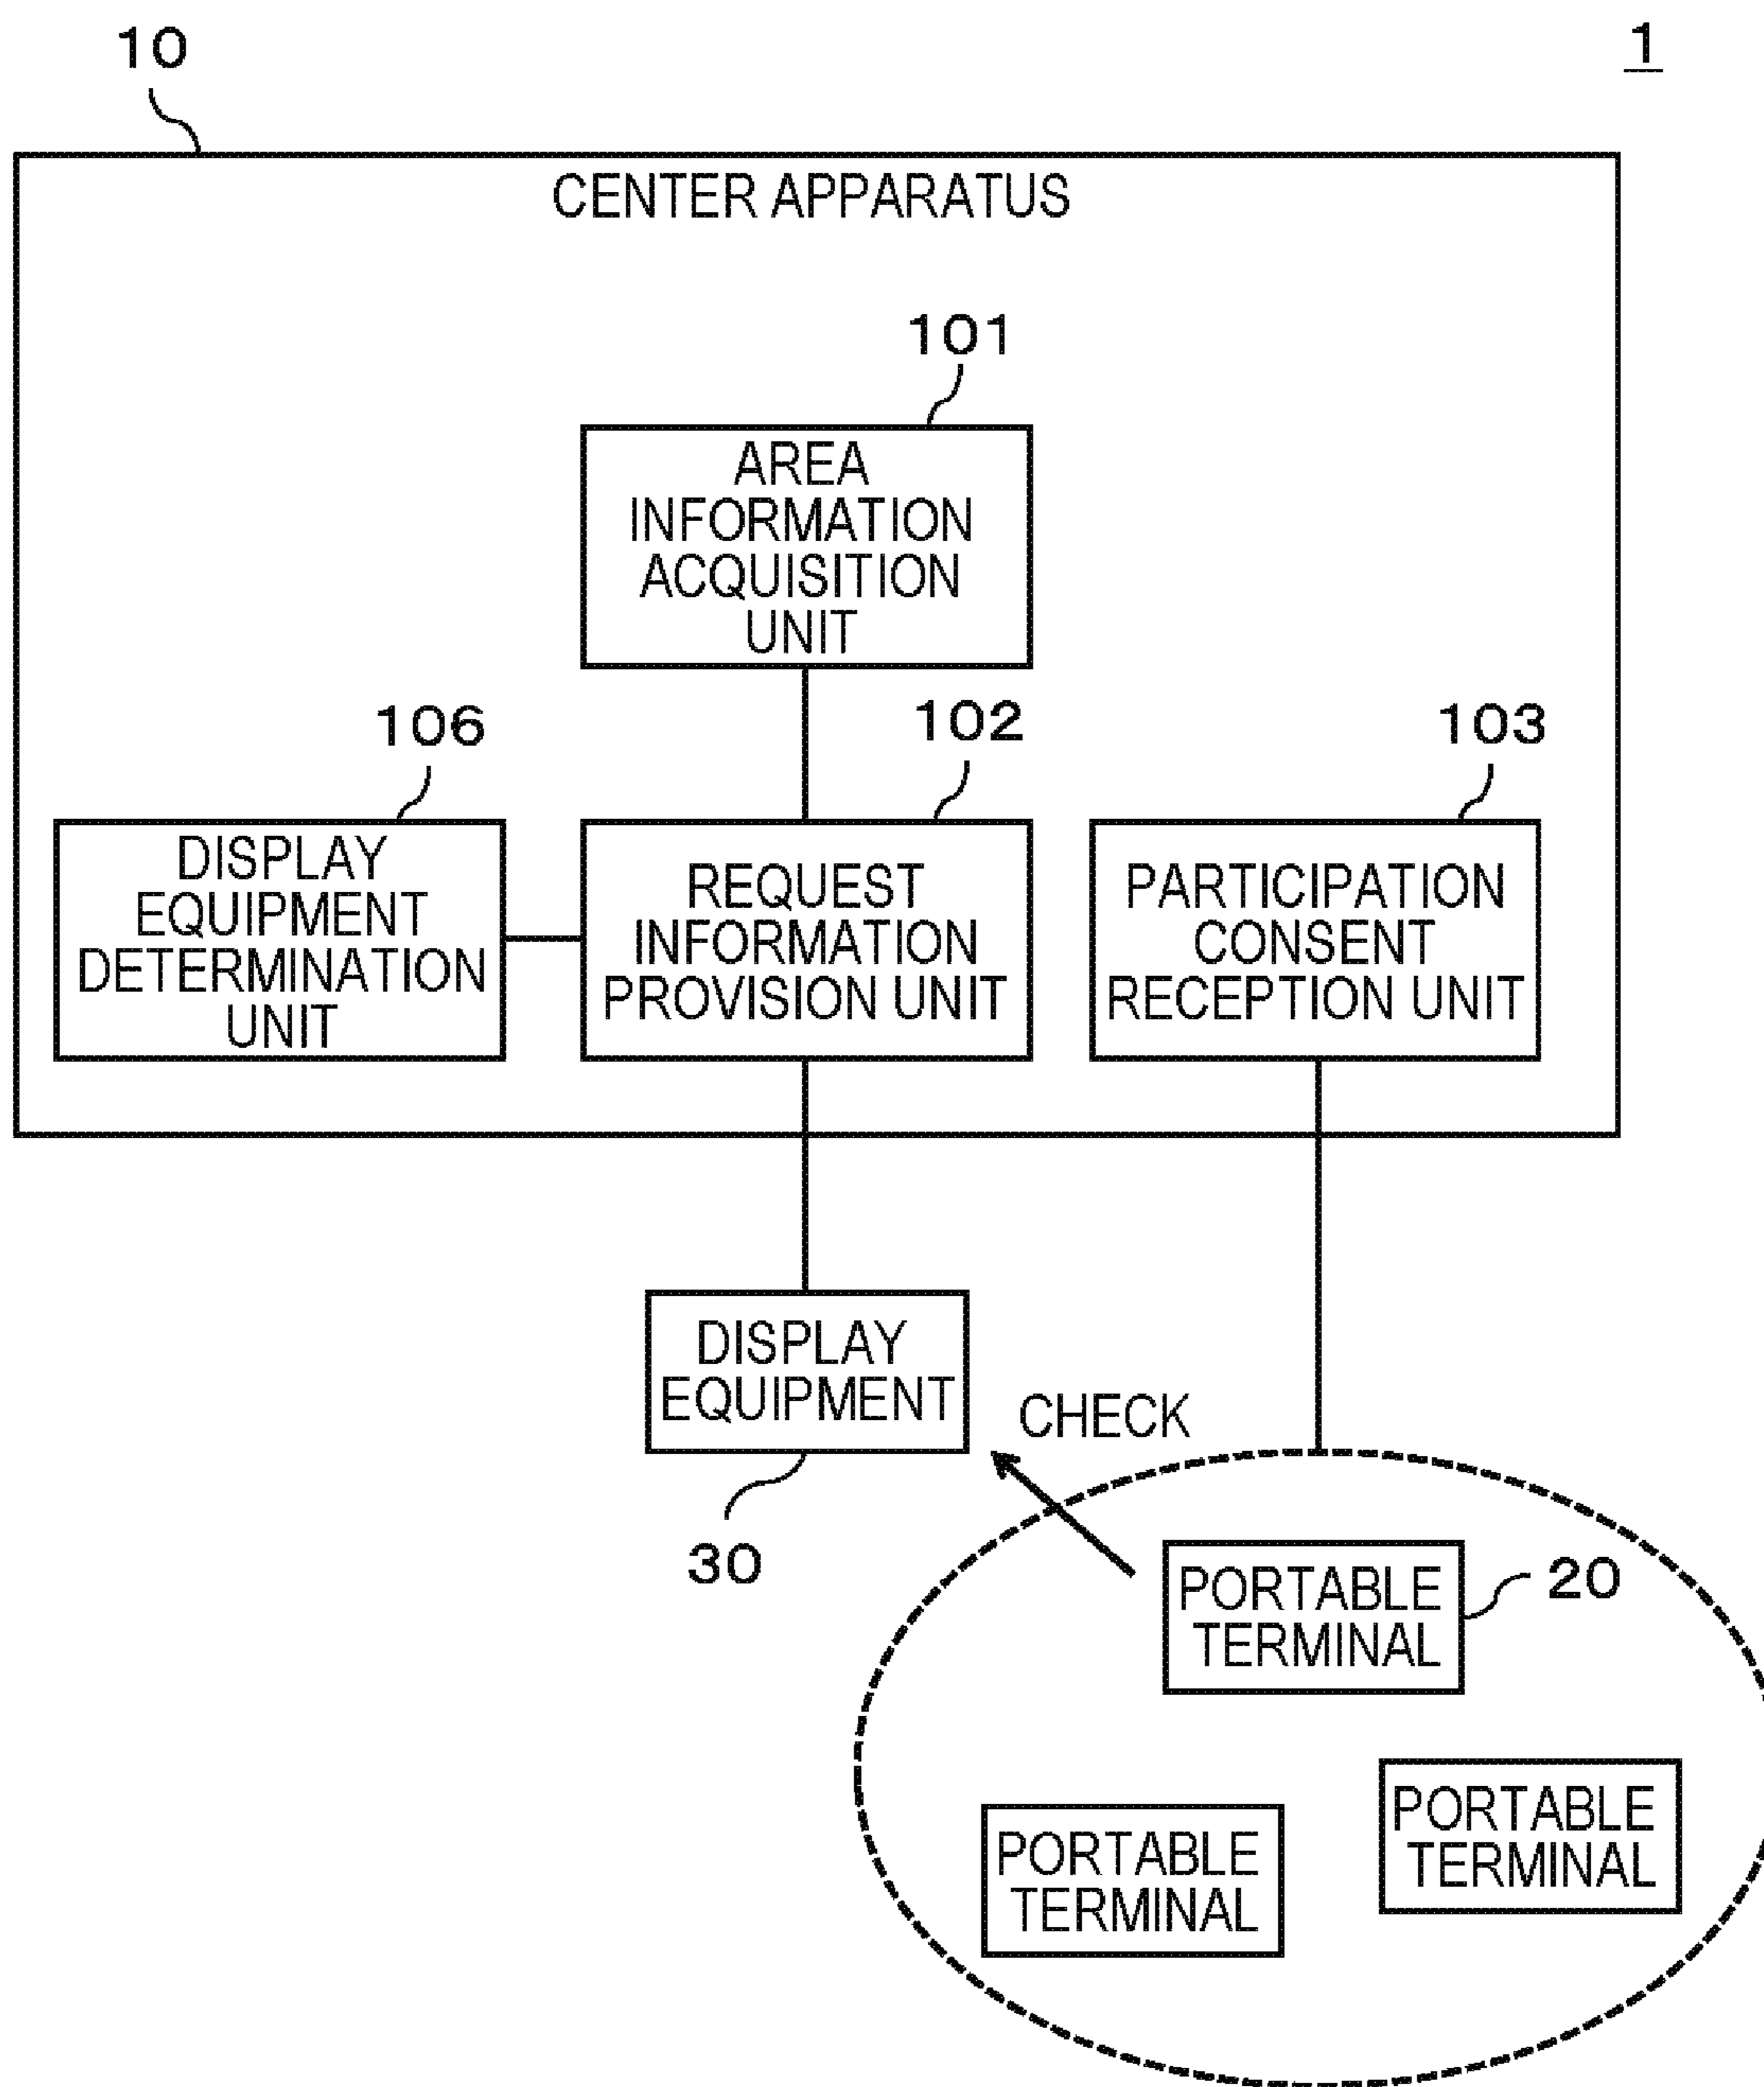 10
1
CENTER APPARATUS
101
AREA
INFORMATION
ACQUISITION
UNIT
106
102
103
DISPLAY
EQUIPMENT
DETERMINATION
UNIT
REQUEST
INFORMATION
PROVISION UNIT
PARTICIPATION
CONSENT
RECEPTION UNIT
DISPLAY
EQUIPMENT
CHECK
30
PORTABLE
TERMINAL
20
PORTABLE
TERMINAL
PORTABLE
TERMINAL